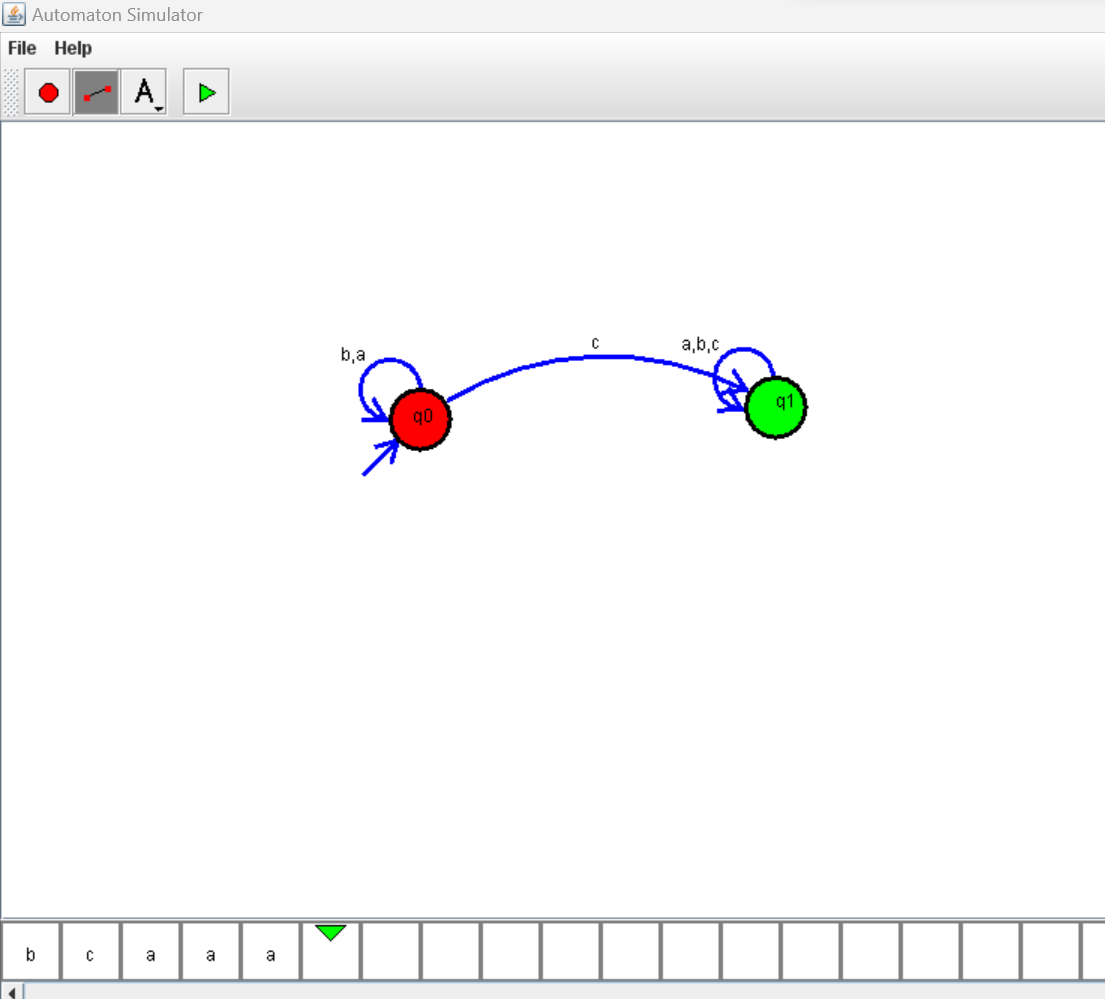 Automaton Simulator
File Help
A
c
a,b,c
b,a
q1
q0
b c a a a